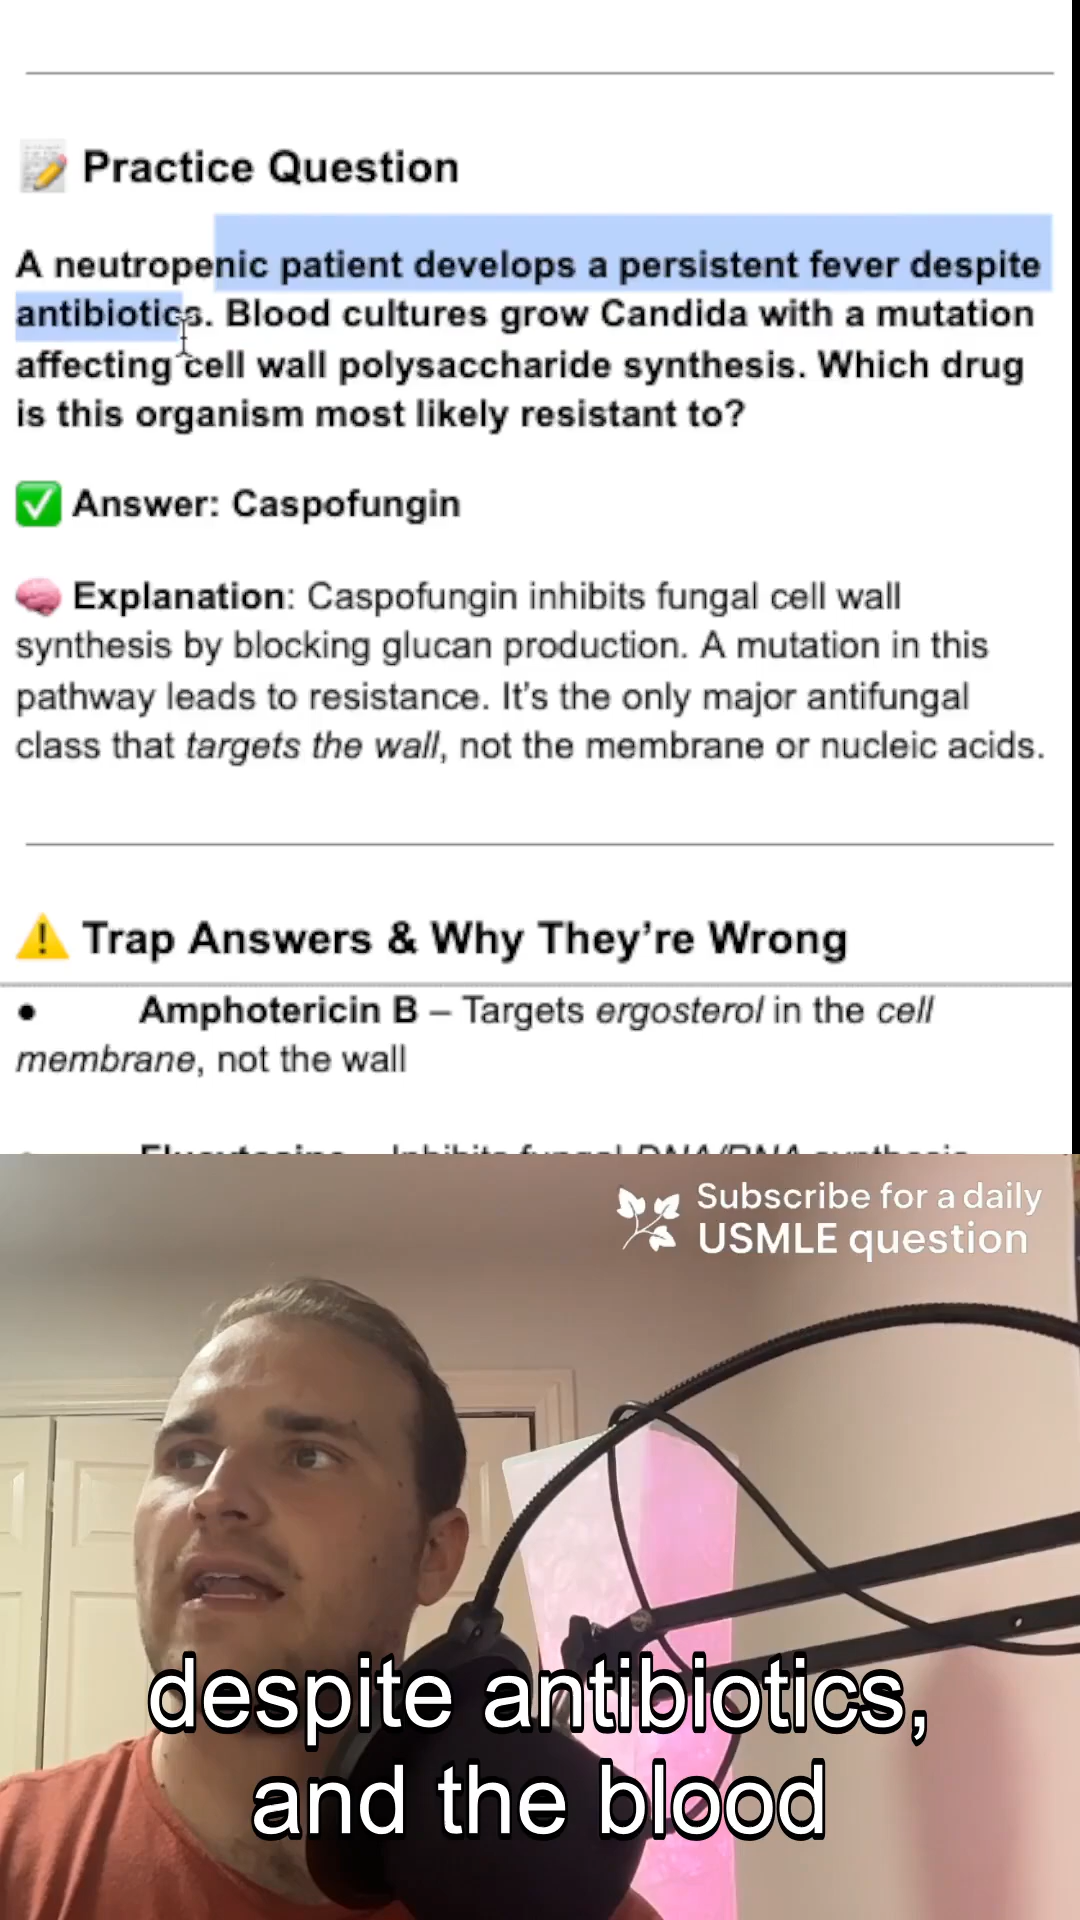 Practice Question
A neutropenic patient develops a persistent fever despite
antibiotics. Blood cultures grow Candida with a mutation
affecting cell wall polysaccharide synthesis. Which drug
is this organism most likely resistant to?
Answer: Caspofungin
Explanation: Caspofungin inhibits fungal cell wall
synthesis by blocking glucan production. A mutation in this
pathway leads to resistance. It's the only major antifungal
class that targets the wall, not the membrane or nucleic acids.
Trap Answers & Why They're Wrong
● Amphotericin B – Targets ergosterol in the cell
membrane, not the wall
Subscribe for a daily
USMLE question
despite antibiotics,
and the blood